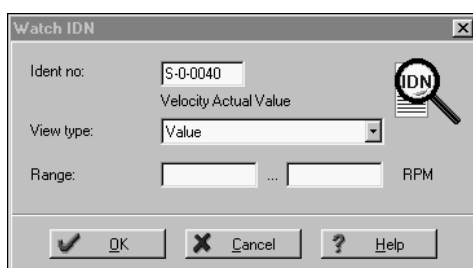 Watch IDN
Ident no: S-0-0040
IDN
Velocity Actual Value
View type: Value
Range: ... RPM
OK Cancel Help